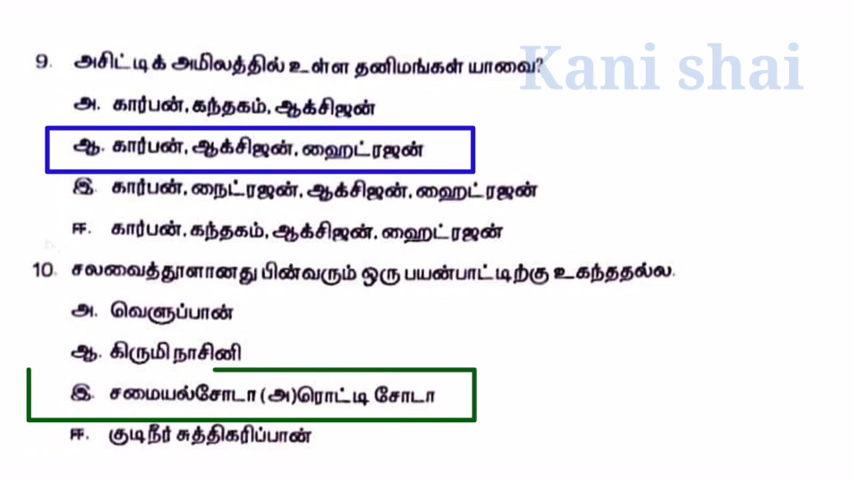 Kani shai
9. அசிட்டிக் அமிலத்தில் உள்ள தனிமங்கள் யாவை?
அ. கார்பன், கந்தகம், ஆக்சிஜன்
ஆ. கார்பன், ஆக்சிஜன், ஹைட்ரஜன்
இ. கார்பன், நைட்ரஜன், ஆக்சிஜன், ஹைட்ரஜன்
ஈ. கார்பன், கந்தகம், ஆக்சிஜன், ஹைட்ரஜன்
10. சலவைத்தூளானது பின்வரும் ஒரு பயன்பாட்டிற்கு உகந்ததல்ல.
அ. வெளுப்பான்
ஆ. கிருமி நாசினி
இ. சமையல்சோடா (அ)ரொட்டி சோடா
ஈ. குடிநீர் சுத்திகரிப்பான்